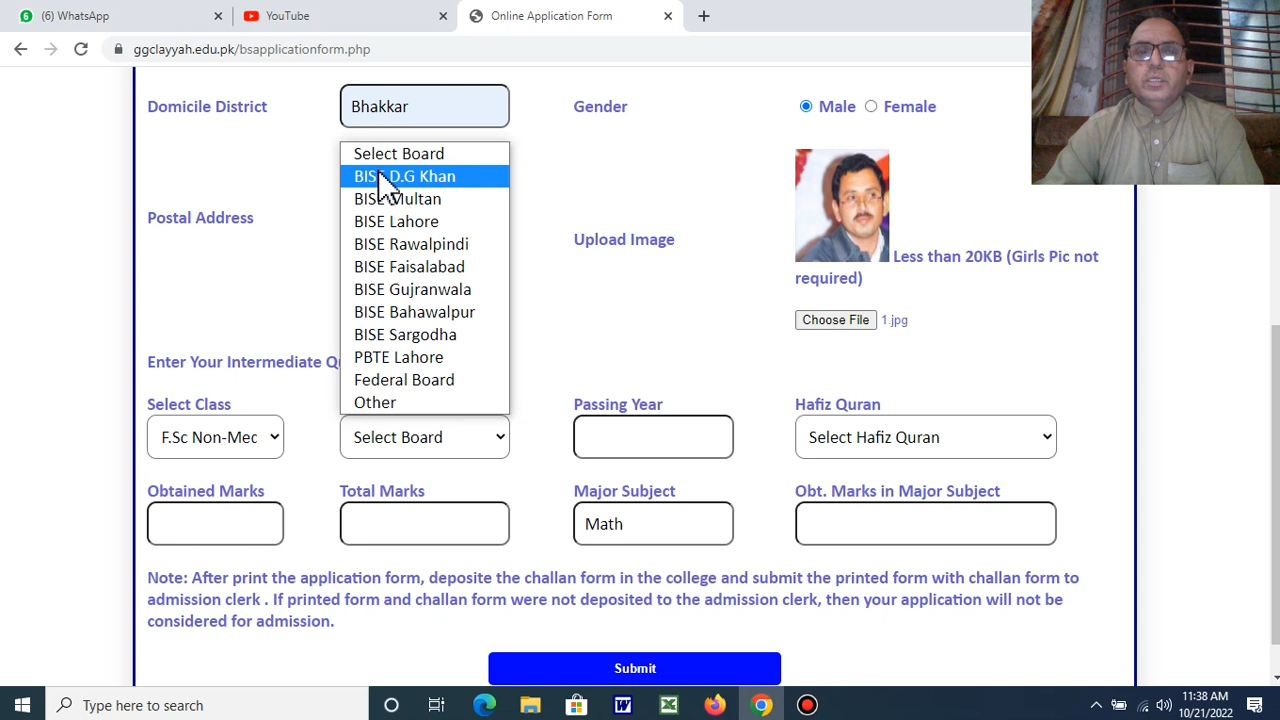 6
(6) WhatsApp
YouTube
Online Application Form
ggclayyah.edu.pk/bsapplicationform.php
Domicile District
Bhakkar
Gender
Male
Female
Select Board
BISE D.G Khan
BISE Multan
BISE Lahore
BISE Rawalpindi
BISE Faisalabad
BISE Gujranwala
BISE Bahawalpur
BISE Sargodha
PBTE Lahore
Federal Board
Other
Postal Address
Upload Image
Less than 20KB (Girls Pic not
required)
Choose File 1.jpg
Enter Your Intermediate
Select Class
Passing Year
Hafiz Quran
F.Sc Non-Mec
Select Board
Select Hafiz Quran
Obtained Marks
Total Marks
Major Subject
Obt. Marks in Major Subject
Math
Note: After print the application form, deposite the challan form in the college and submit the printed form with challan form to
admission clerk . If printed form and challan form were not deposited to the admission clerk, then your application will not be
considered for admission.
Submit
Type here to search
11:38 AM
10/21/2022